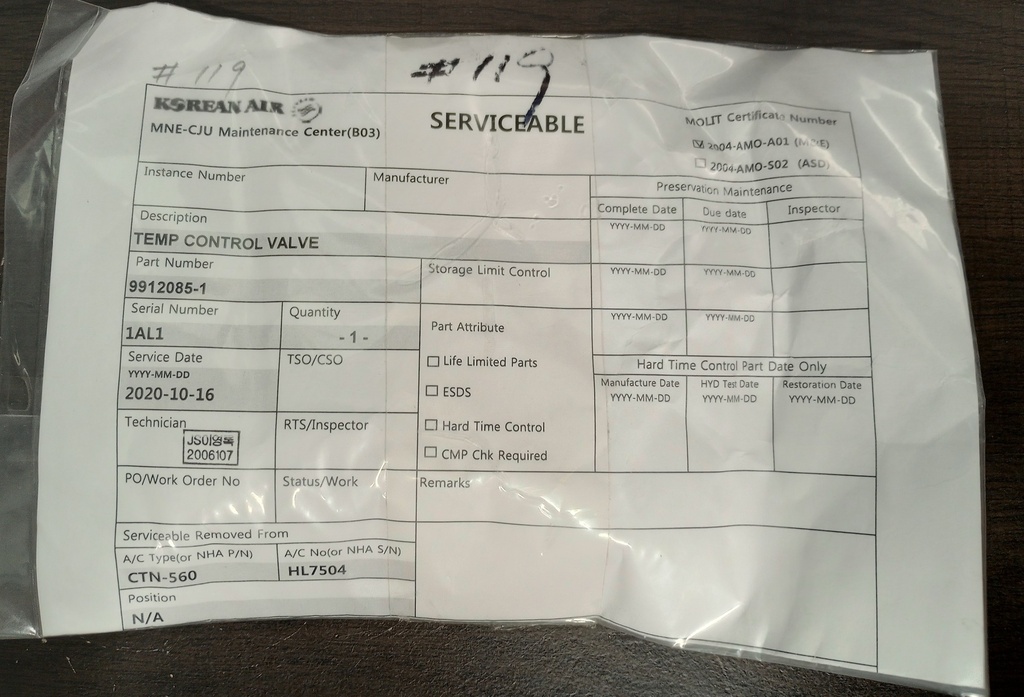 # 119
# 119
KOREAN AIR
MNE-CJU Maintenance Center(B03)
SERVICEABLE
MOLIT Certificate Number
☑ 2004-AMO-A01 (MNE)
☐ 2004-AMO-S02 (ASD)
Instance Number
Manufacturer
Preservation Maintenance
Complete Date
Due date
Inspector
YYYY-MM-DD
YYYY-MM-DD
Description
TEMP CONTROL VALVE
Part Number
9912085-1
Storage Limit Control
YYYY-MM-DD
YYYY-MM-DD
Serial Number
1AL1
Quantity
- 1 -
YYYY-MM-DD
YYYY-MM-DD
Part Attribute
☐ Life Limited Parts
☐ ESDS
☐ Hard Time Control
☐ CMP Chk Required
Hard Time Control Part Date Only
Manufacture Date
YYYY-MM-DD
HYD Test Date
YYYY-MM-DD
Restoration Date
YYYY-MM-DD
Service Date
YYYY-MM-DD
2020-10-16
TSO/CSO
Technician
2006107
RTS/Inspector
PO/Work Order No
Status/Work
Remarks
Serviceable Removed From
A/C Type(or NHA P/N)
CTN-560
A/C No(or NHA S/N)
HL7504
Position
N/A